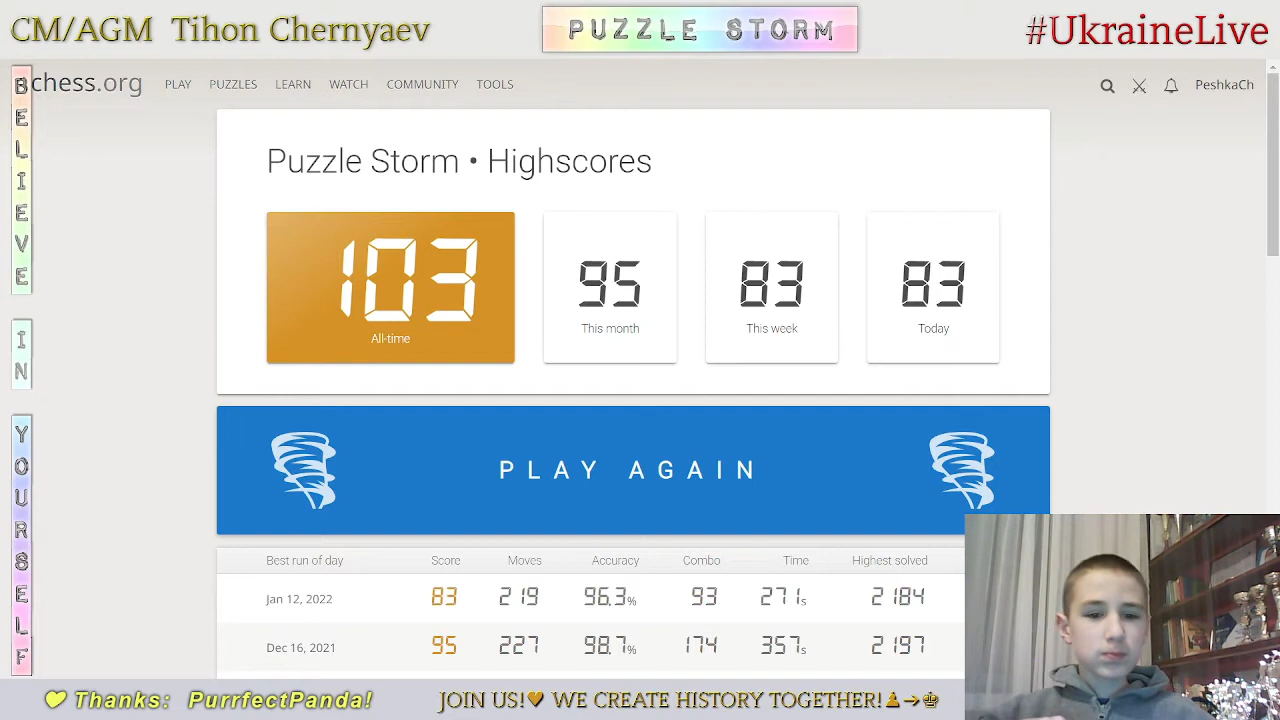 CM/AGM Tihon Chernyaev
PUZZLE STORM
#UkraineLive
chess.org
PLAY
PUZZLES
LEARN
WATCH
COMMUNITY
TOOLS
PeshkaCh
BELIEVE
IN
YOURSELF
Puzzle Storm • Highscores
103
All-time
95
This month
83
This week
83
Today
PLAY AGAIN
Best run of day Score Moves Accuracy Combo Time Highest solved
Jan 12, 2022 83 219 96.3% 93 271s 2184
Dec 16, 2021 95 227 98.7% 174 357s 2197
Thanks: PurrfectPanda!
JOIN US!🧡 WE CREATE HISTORY TOGETHER!♟→♚